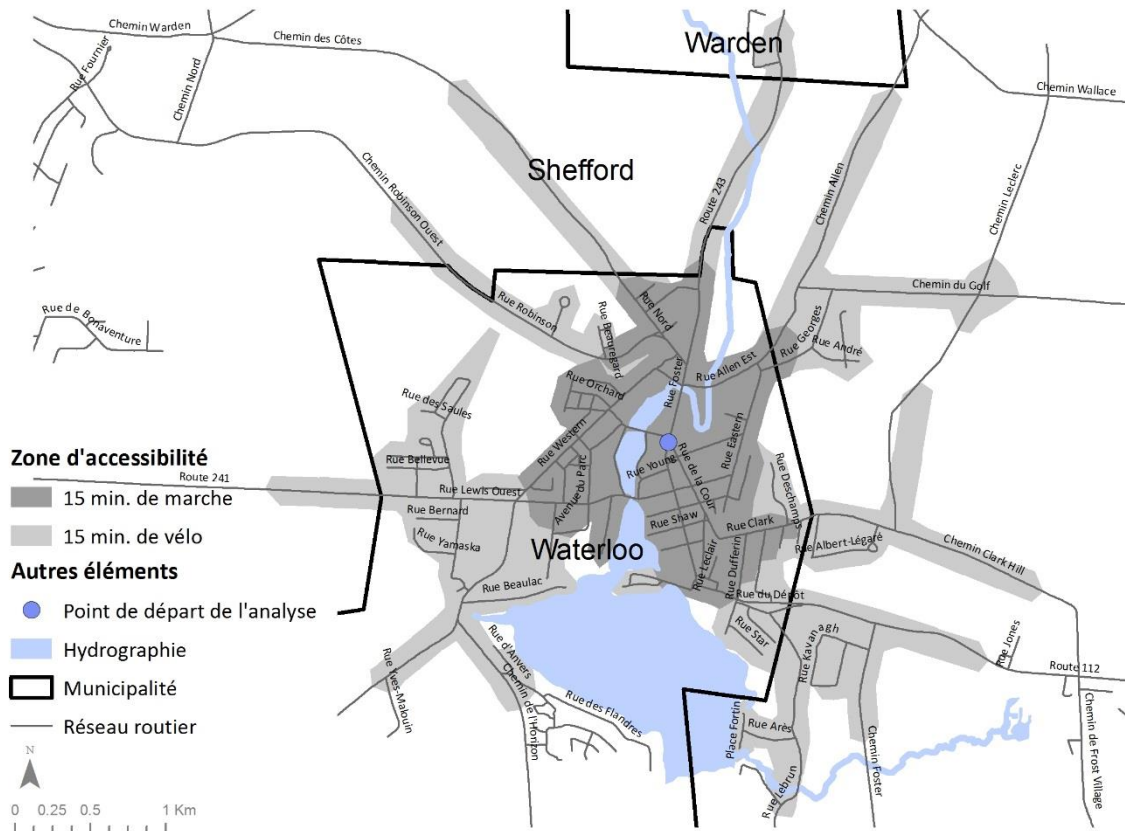 Warden
Chemin Warden
Chemin des Côtes
Rue Fournier
Chemin Nord
Chemin Wallace
Shefford
Chemin Robinson Ouest
Route 243
Chemin Allen
Chemin Leclerc
Chemin du Golf
Rue de Bonaventure
Rue Robinson
Rue Nord
Rue Beauregard
Rue Georges
Rue André
Rue Allen Est
Rue Foster
Rue Orchard
Rue des Saules
Rue Western
Rue Eastern
Rue Bellevue
Rue Young
Rue de la Cour
Rue Deschamps
Avenue du Parc
Route 241
Rue Lewis Ouest
Rue Bernard
Rue Shaw
Rue Clark
Rue Yamaska
Waterloo
Rue Albert-Légaré
Chemin Clark Hill
Rue Leclair
Rue Dufferin
Rue Beaulac
Rue du Dépôt
Rue Star
Rue Kavanagh
Rue Jones
Route 112
Rue d'Anvers
Rue Yves-Malouin
Chemin de l'Horizon
Rue des Flandres
Place Fortin
Rue Arès
Chemin Foster
Chemin de Frost Village
Rue Lebrun
Zone d'accessibilité
15 min. de marche
15 min. de vélo
Autres éléments
Point de départ de l'analyse
Hydrographie
Municipalité
Réseau routier
N
0 0.25 0.5 1 Km